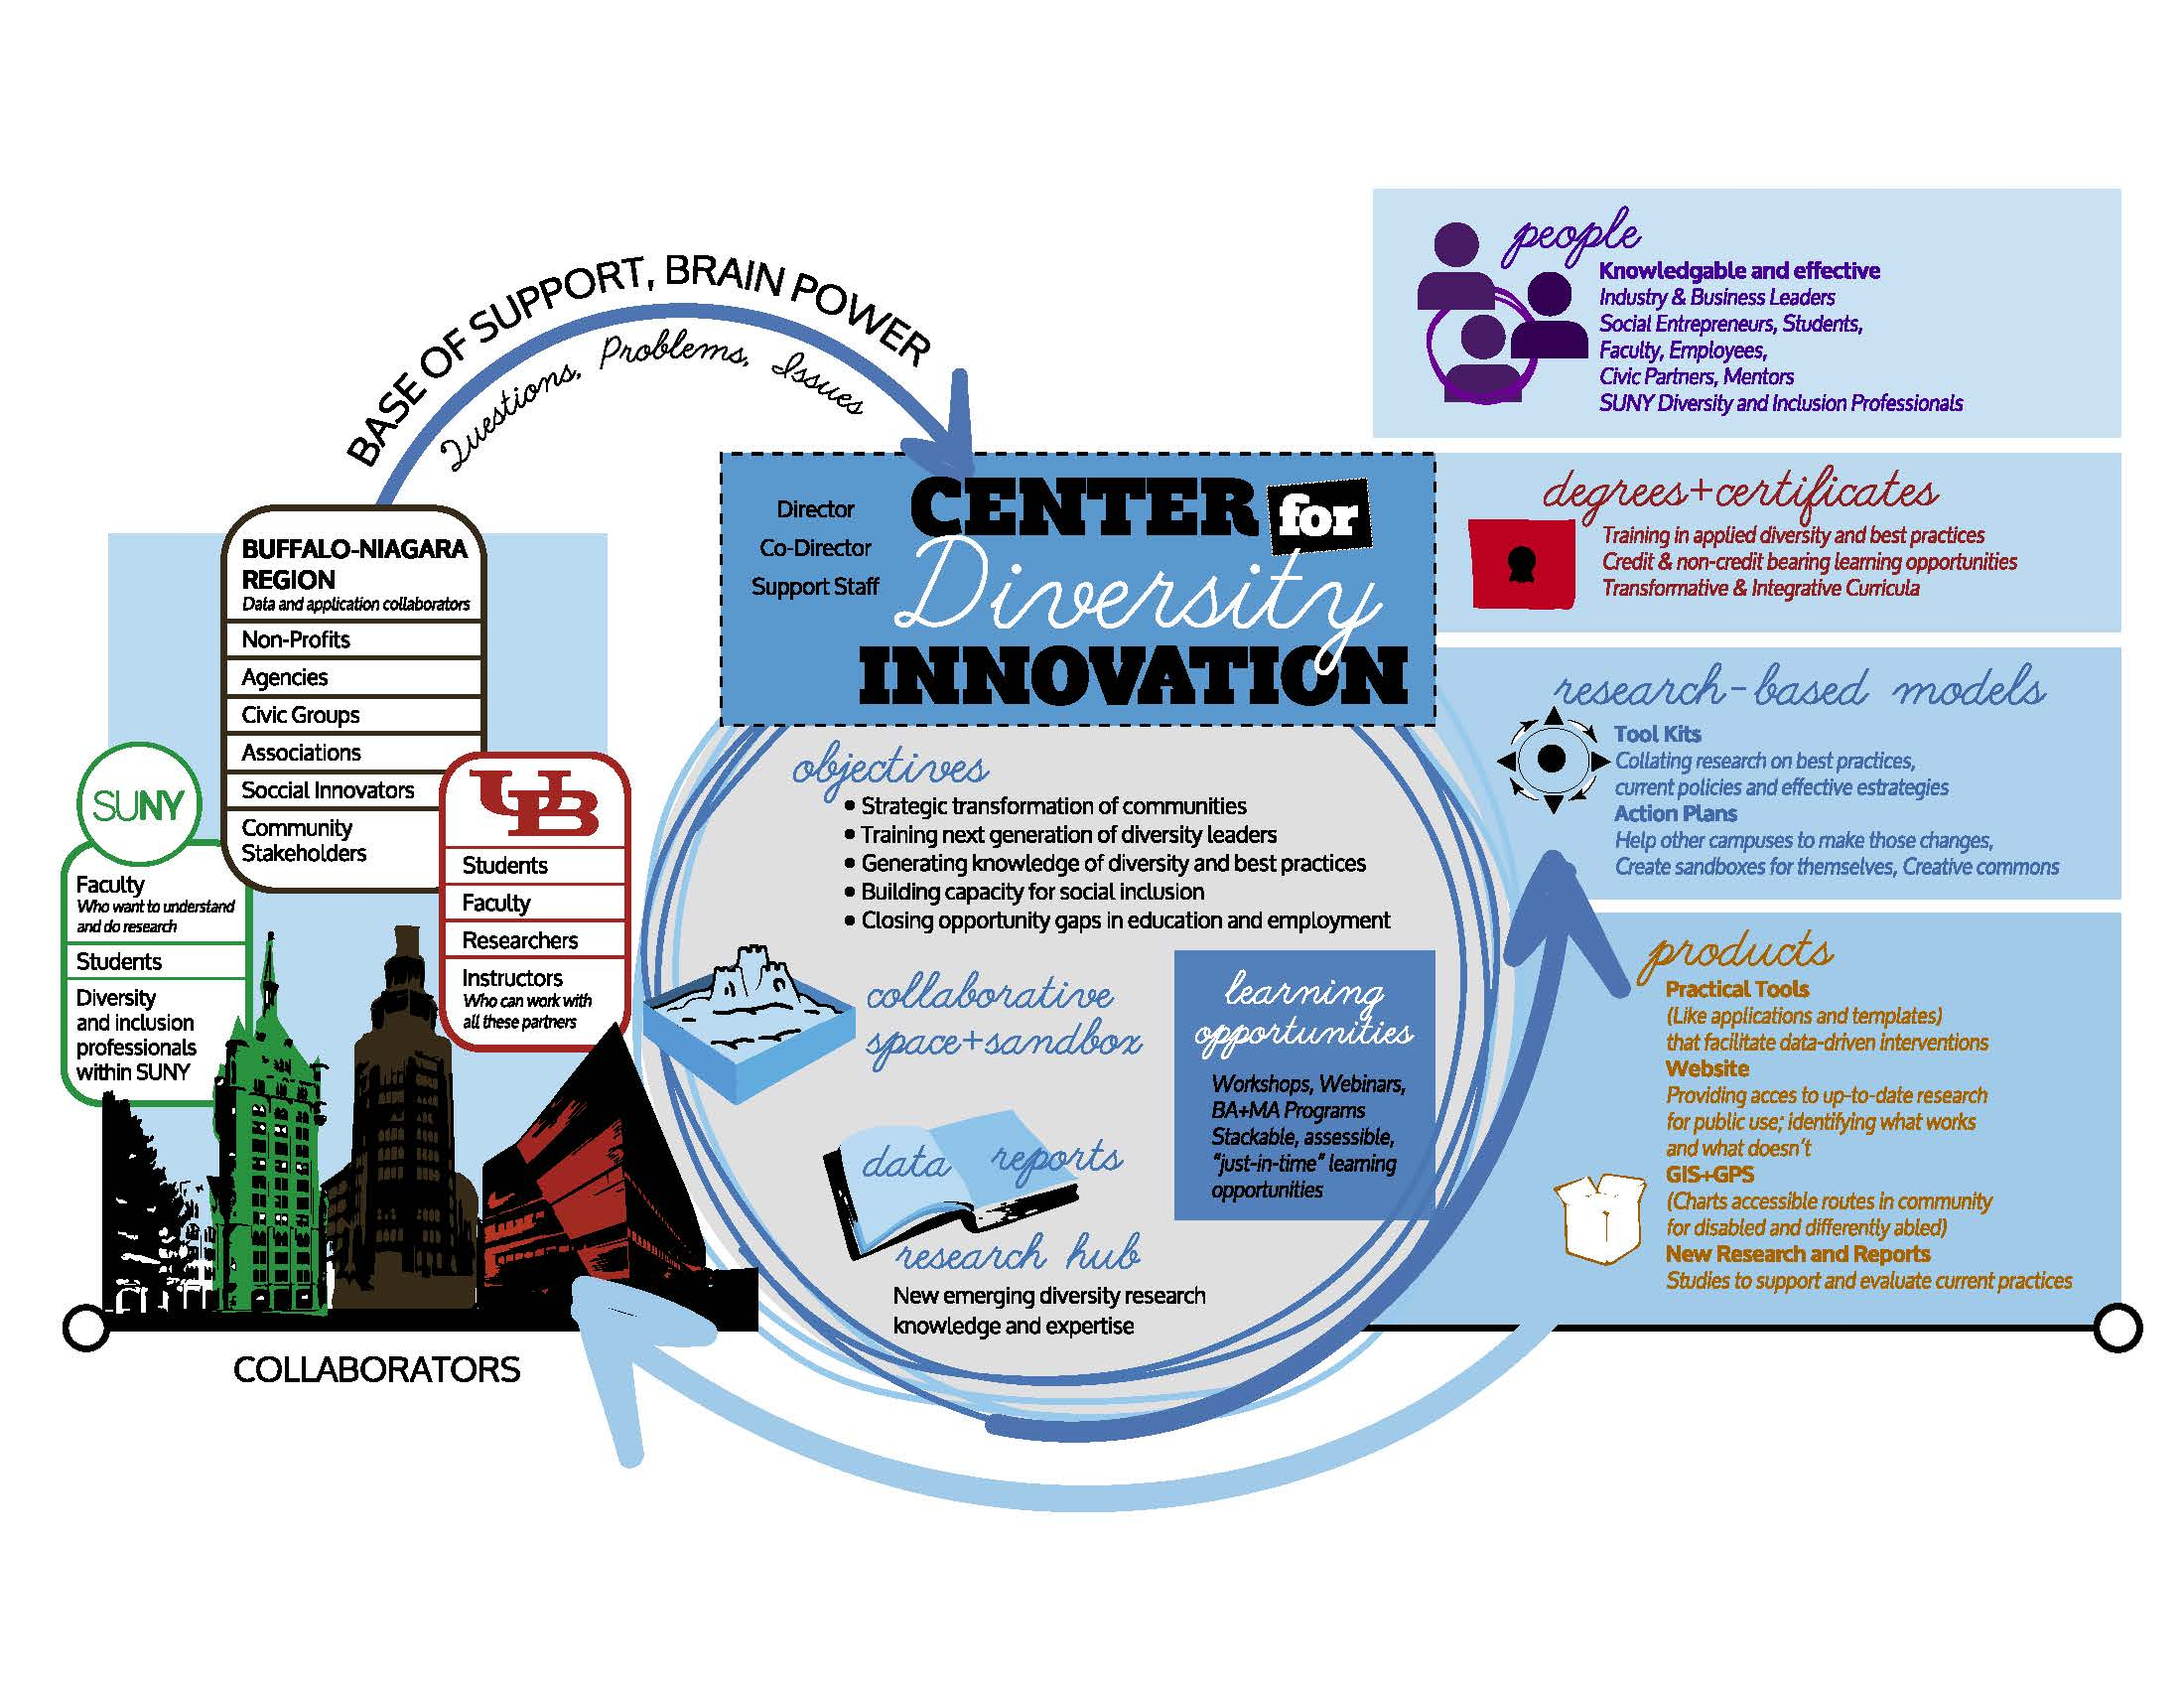 BASE OF SUPPORT, BRAIN POWER
Questions, Problems, Issues
BUFFALO-NIAGARA
REGION
Data and application collaborators
Non-Profits
Agencies
Civic Groups
Associations
Soccial Innovators
Community
Stakeholders
SUNY
Faculty
Who want to understand
and do research
Students
Diversity
and inclusion
professionals
within SUNY
UB
Students
Faculty
Researchers
Instructors
Who can work with
all these partners
COLLABORATORS
Director
Co-Director
Support Staff
CENTER for
Diversity
INNOVATION
objectives
• Strategic transformation of communities
• Training next generation of diversity leaders
• Generating knowledge of diversity and best practices
• Building capacity for social inclusion
• Closing opportunity gaps in education and employment
collaborative
space+sandbox
data reports
research hub
New emerging diversity research
knowledge and expertise
learning
opportunities
Workshops, Webinars,
BA+MA Programs
Stackable, assessible,
"just-in-time" learning
opportunities
people
Knowledgable and effective
Industry & Business Leaders
Social Entrepreneurs, Students,
Faculty, Employees,
Civic Partners, Mentors
SUNY Diversity and Inclusion Professionals
degrees+certificates
Training in applied diversity and best practices
Credit & non-credit bearing learning opportunities
Transformative & Integrative Curricula
research-based models
Tool Kits
Collating research on best practices,
current policies and effective estrategies
Action Plans
Help other campuses to make those changes,
Create sandboxes for themselves, Creative commons
products
Practical Tools
(Like applications and templates)
that facilitate data-driven interventions
Website
Providing acces to up-to-date research
for public use; identifying what works
and what doesn't
GIS+GPS
(Charts accessible routes in community
for disabled and differently abled)
New Research and Reports
Studies to support and evaluate current practices